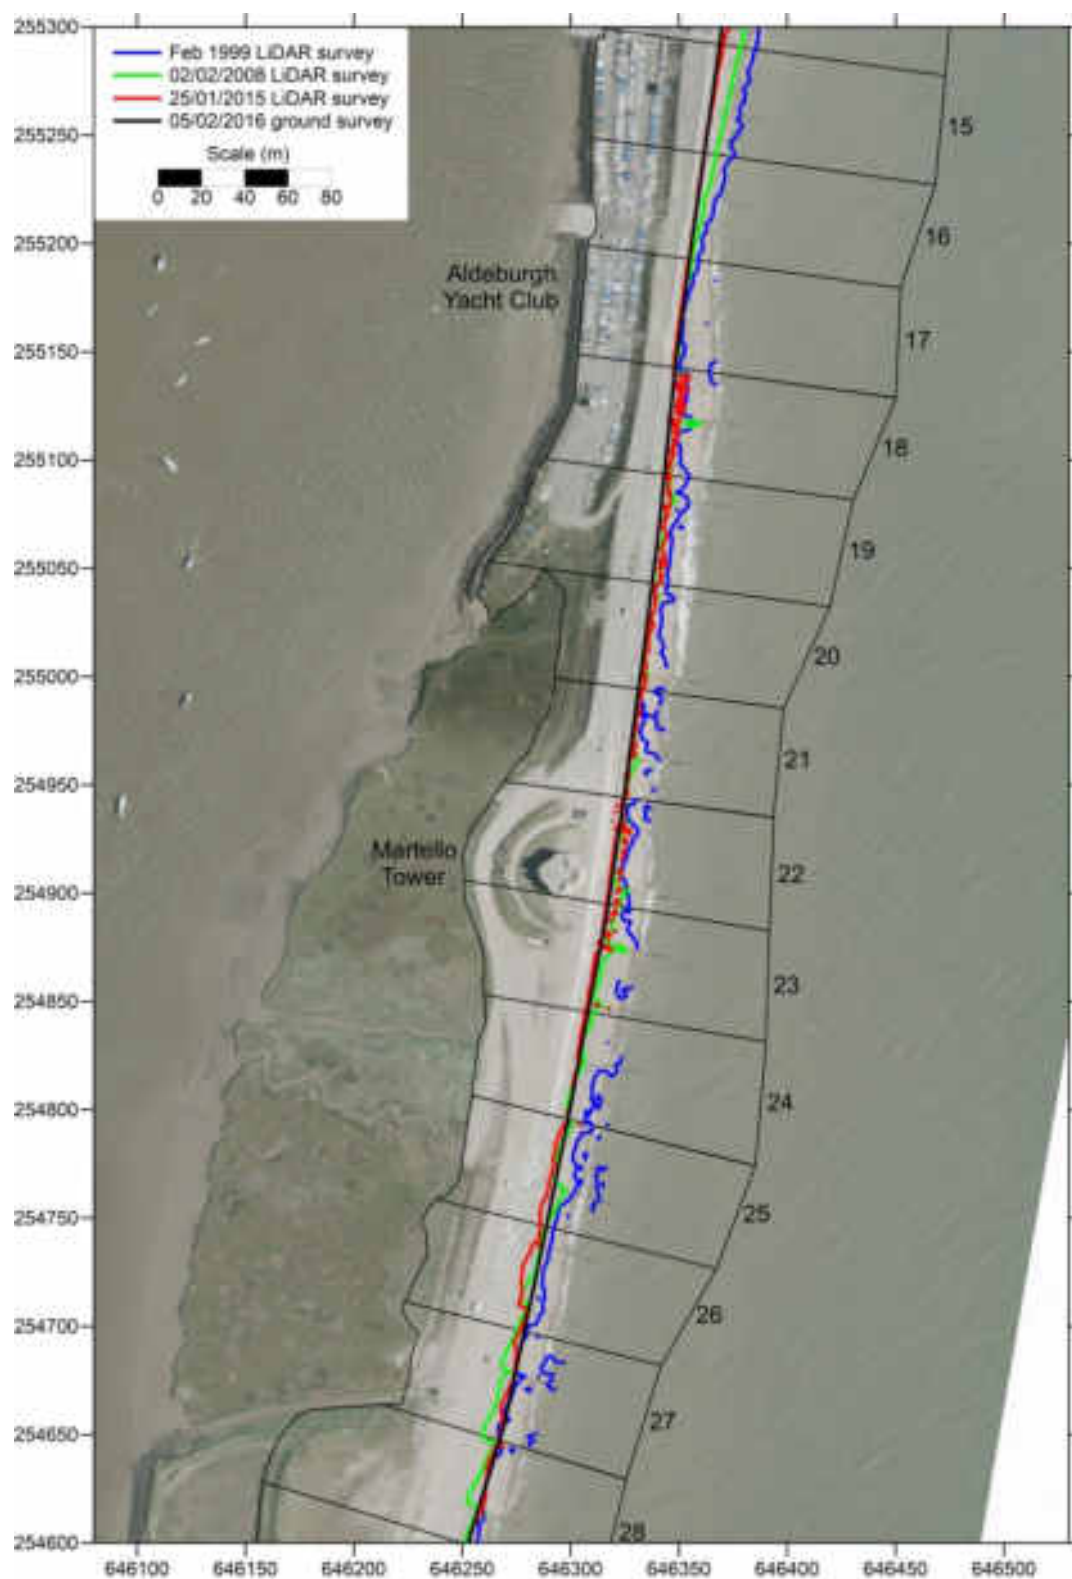 255300
Feb 1999 LiDAR survey
02/02/2008 LiDAR survey
25/01/2015 LiDAR survey
05/02/2016 ground survey
Scale (m)
0 20 40 60 80
255250
15
255200
16
Aldeburgh
Yacht Club
17
255150
18
255100
19
255050
20
255000
21
254950
Martello
Tower
22
254900
23
254850
24
254800
25
254750
26
254700
27
254650
28
254600
646100 646150 646200 646250 646300 646350 646400 646450 646500